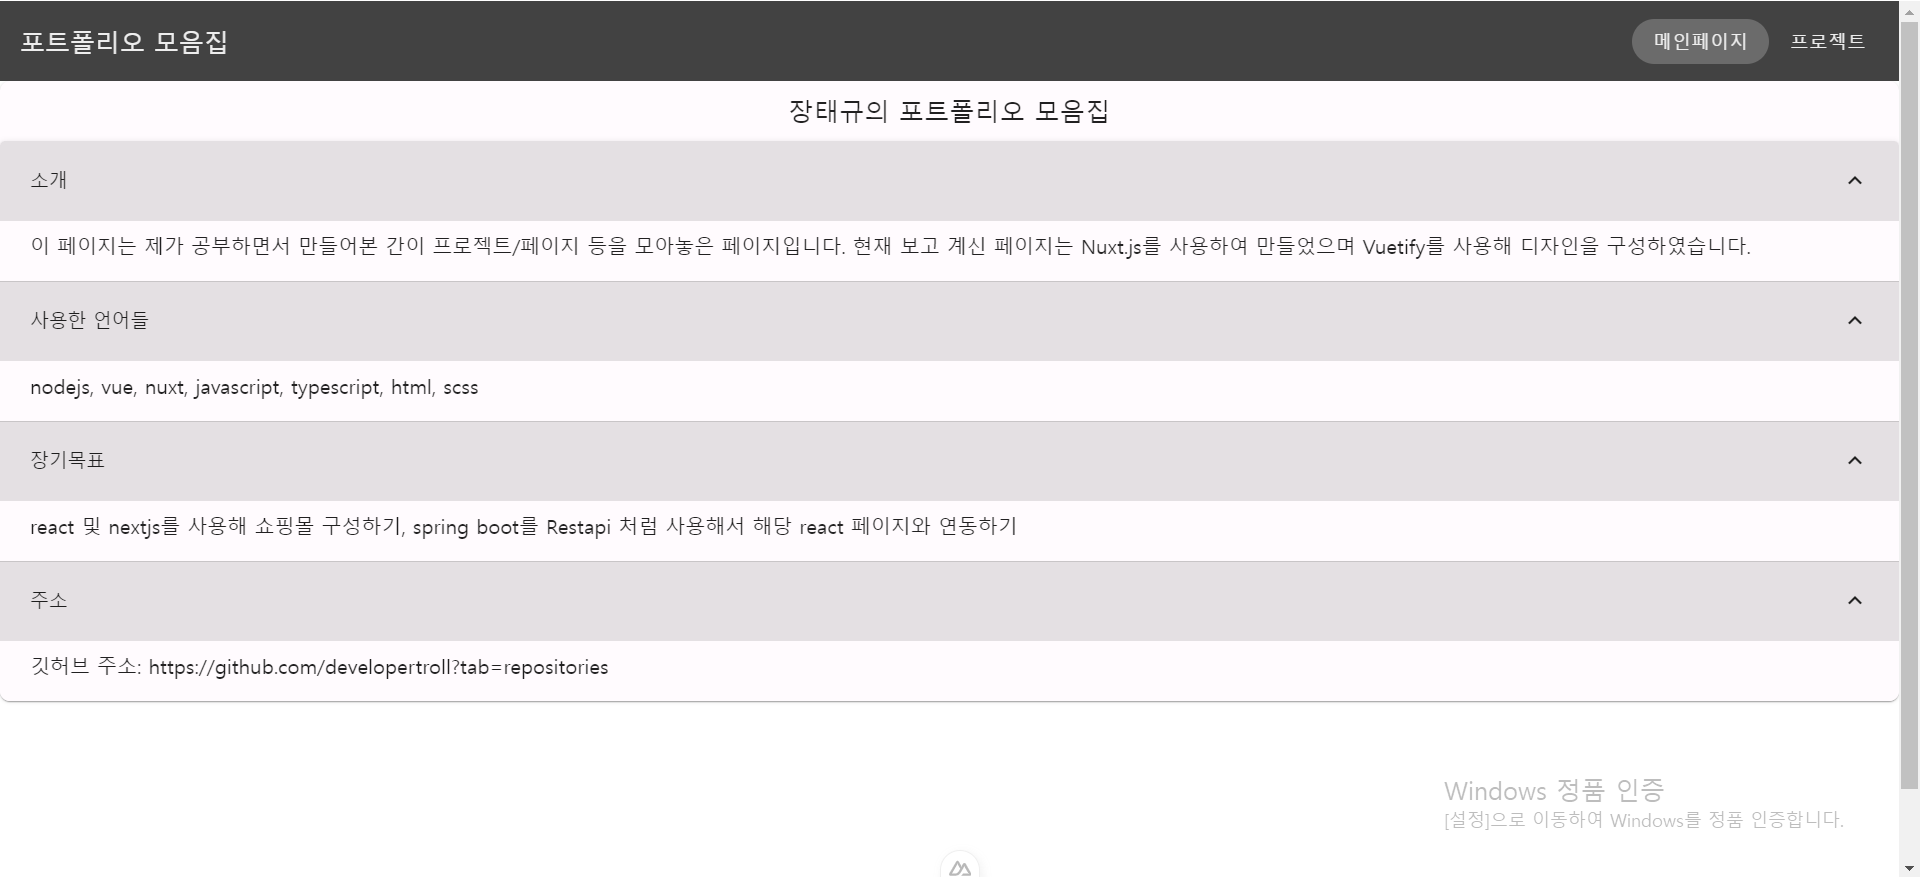 포트폴리오 모음집
메인페이지
프로젝트
장태규의 포트폴리오 모음집
소개
이 페이지는 제가 공부하면서 만들어본 간이 프로젝트/페이지 등을 모아놓은 페이지입니다. 현재 보고 계신 페이지는 Nuxt.js를 사용하여 만들었으며 Vuetify를 사용해 디자인을 구성하였습니다.
사용한 언어들
nodejs, vue, nuxt, javascript, typescript, html, scss
장기목표
react 및 nextjs를 사용해 쇼핑몰 구성하기, spring boot를 Restapi 처럼 사용해서 해당 react 페이지와 연동하기
주소
깃허브 주소: https://github.com/developertroll?tab=repositories
Windows 정품 인증
[설정]으로 이동하여 Windows를 정품 인증합니다.